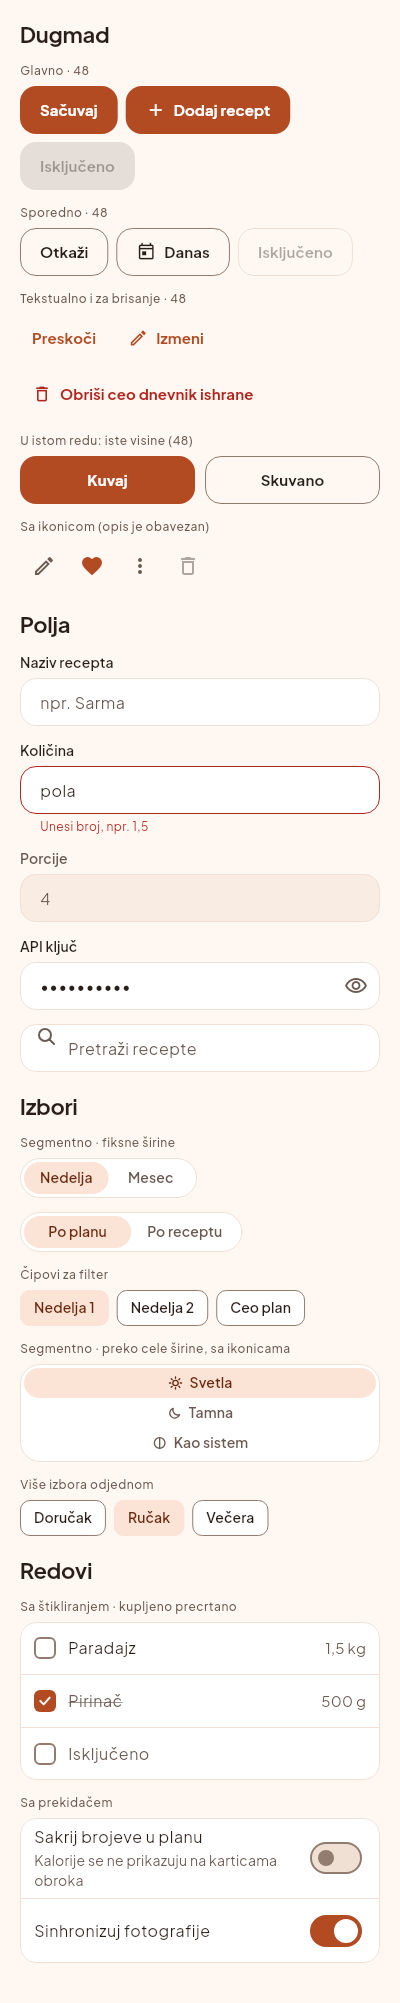 Dugmad
Glavno · 48
Sačuvaj
Dodaj recept
Isključeno
Sporedno · 48
Otkaži
Danas
Isključeno
Tekstualno i za brisanje · 48
Preskoči
Izmeni
Obriši ceo dnevnik ishrane
U istom redu: iste visine (48)
Kuvaj
Skuvano
Sa ikonicom (opis je obavezan)
Polja
Naziv recepta
npr. Sarma
Količina
pola
Unesi broj, npr. 1,5
Porcije
4
API ključ
••••••••••
Pretraži recepte
Izbori
Segmentno · fiksne širine
Nedelja
Mesec
Po planu
Po receptu
Čipovi za filter
Nedelja 1
Nedelja 2
Ceo plan
Segmentno · preko cele širine, sa ikonicama
Svetla
Tamna
Kao sistem
Više izbora odjednom
Doručak
Ručak
Večera
Redovi
Sa štikliranjem · kupljeno precrtano
Paradajz
1,5 kg
Pirinač
500 g
Isključeno
Sa prekidačem
Sakrij brojeve u planu
Kalorije se ne prikazuju na karticama
obroka
Sinhronizuj fotografije